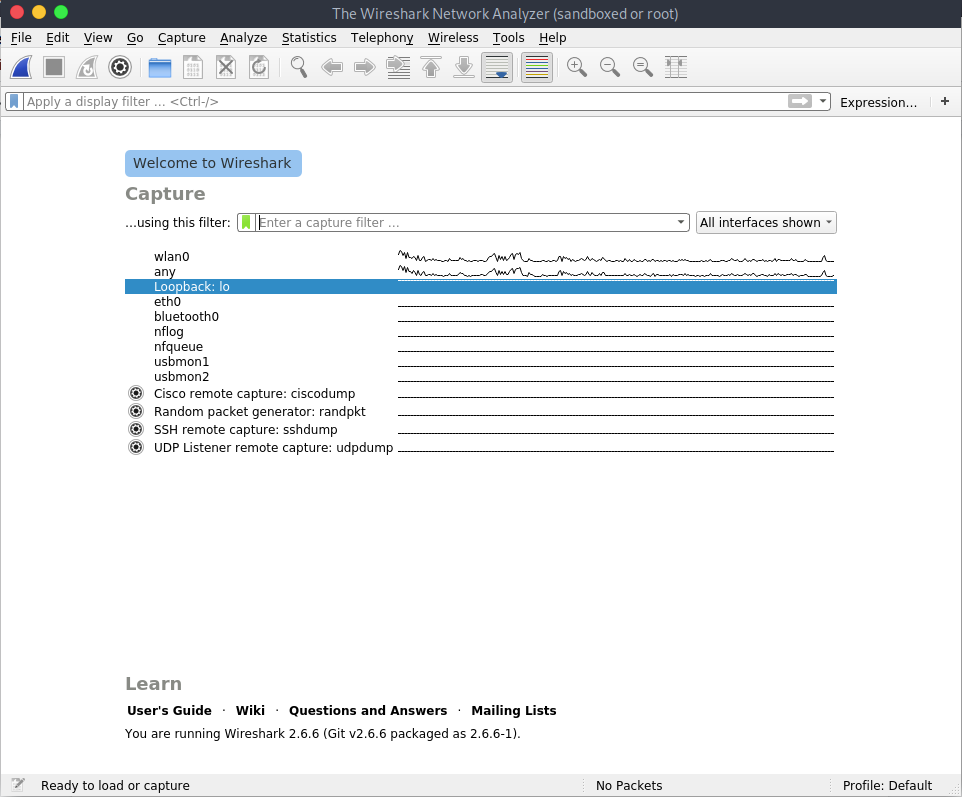 The Wireshark Network Analyzer (sandboxed or root)
File Edit View Go Capture Analyze Statistics Telephony Wireless Tools Help
Apply a display filter ... <Ctrl-/> Expression... +
Welcome to Wireshark
Capture
...using this filter: Enter a capture filter ... All interfaces shown
wlan0
any
Loopback: lo
eth0
bluetooth0
nflog
nfqueue
usbmon1
usbmon2
Cisco remote capture: ciscodump
Random packet generator: randpkt
SSH remote capture: sshdump
UDP Listener remote capture: udpdump
Learn
User's Guide · Wiki · Questions and Answers · Mailing Lists
You are running Wireshark 2.6.6 (Git v2.6.6 packaged as 2.6.6-1).
Ready to load or capture No Packets Profile: Default